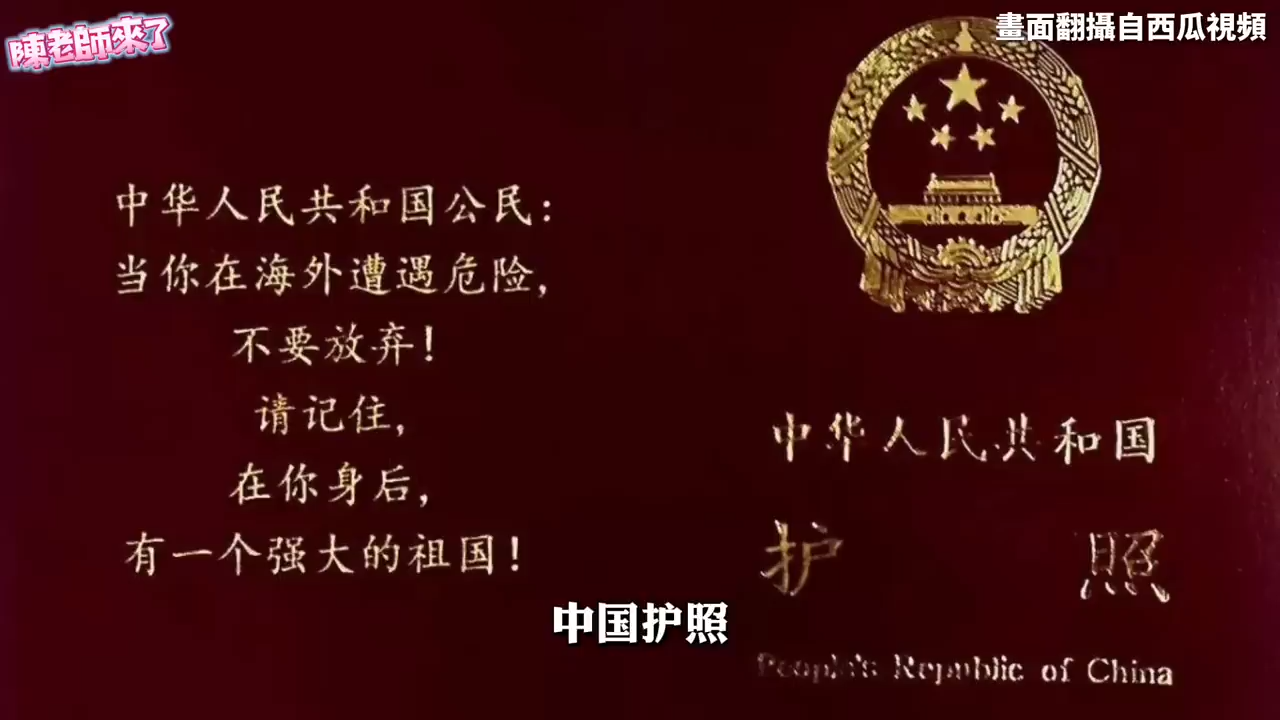 陳老師來了
畫面翻攝自西瓜視頻
中华人民共和国公民:
当你在海外遭遇危险,
不要放弃!
请记住,
在你身后,
有一个强大的祖国!
中华人民共和国
护照
People's Republic of China
中国护照